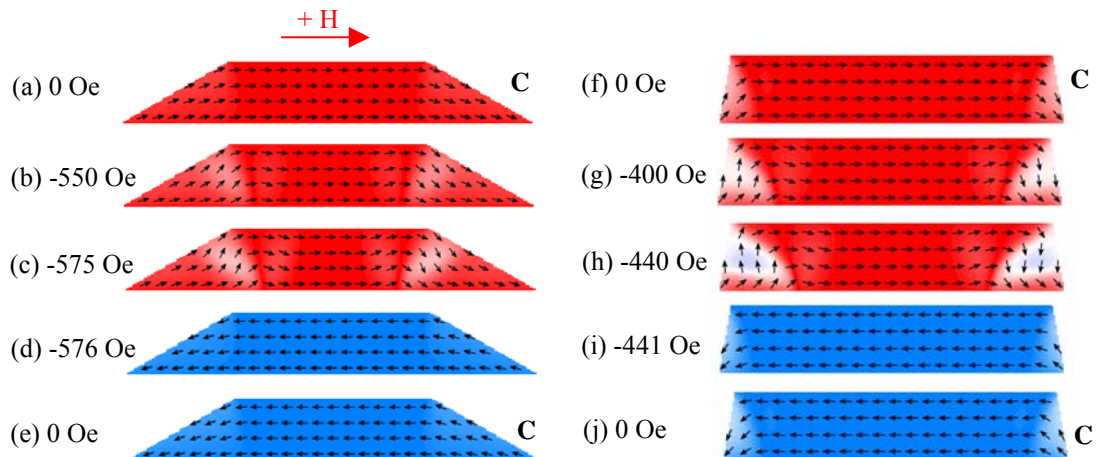 + H
(a) 0 Oe
C
(b) -550 Oe
(c) -575 Oe
(d) -576 Oe
(e) 0 Oe
C
(f) 0 Oe
C
(g) -400 Oe
(h) -440 Oe
(i) -441 Oe
(j) 0 Oe
C